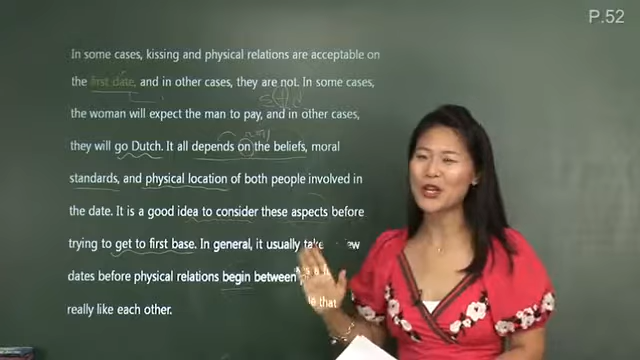 P.52
In some cases, kissing and physical relations are acceptable on
the first date, and in other cases, they are not. In some cases,
the woman will expect the man to pay, and in other cases,
they will go Dutch. It all depends on the beliefs, moral
standards, and physical location of both people involved in
the date. It is a good idea to consider these aspects before
trying to get to first base. In general, it usually take
dates before physical relations begin between
that
really like each other.